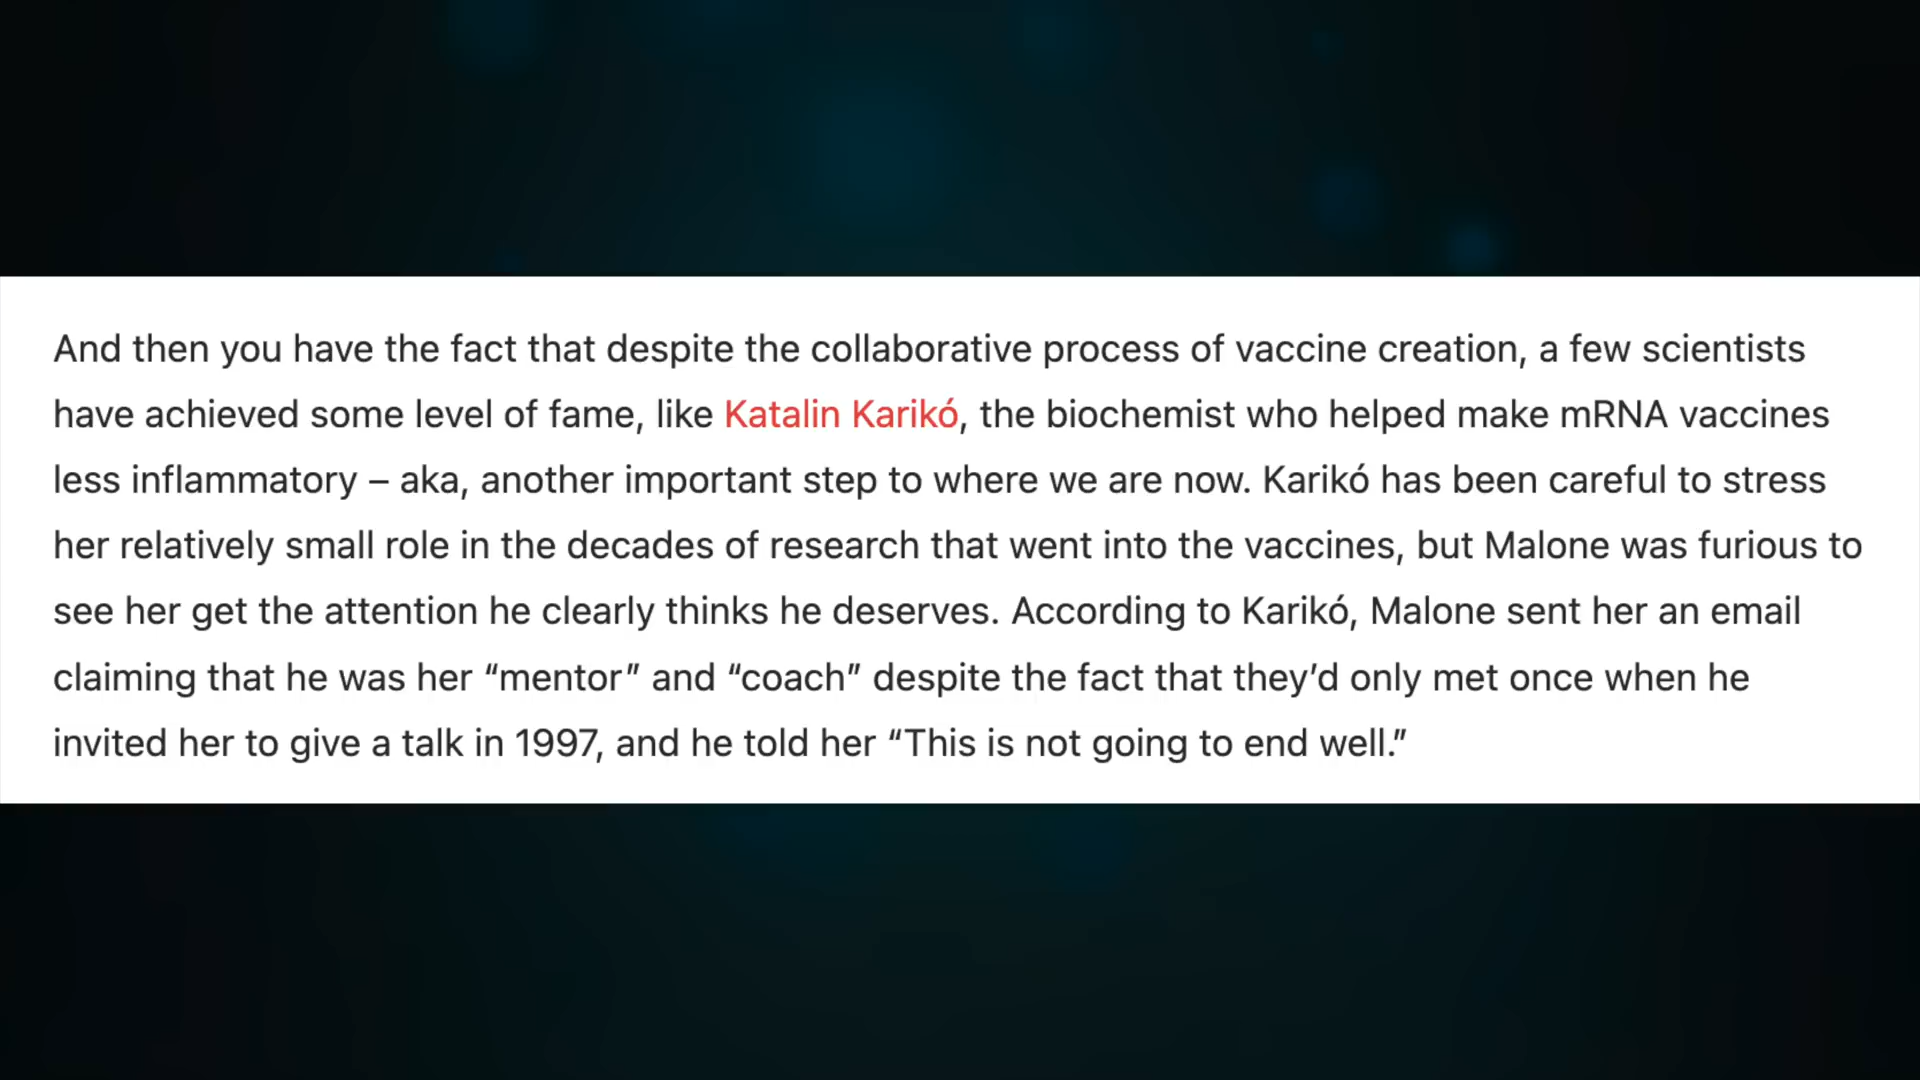 And then you have the fact that despite the collaborative process of vaccine creation, a few scientists
have achieved some level of fame, like Katalin Karikó, the biochemist who helped make mRNA vaccines
less inflammatory – aka, another important step to where we are now. Karikó has been careful to stress
her relatively small role in the decades of research that went into the vaccines, but Malone was furious to
see her get the attention he clearly thinks he deserves. According to Karikó, Malone sent her an email
claiming that he was her “mentor” and “coach” despite the fact that they’d only met once when he
invited her to give a talk in 1997, and he told her “This is not going to end well.”